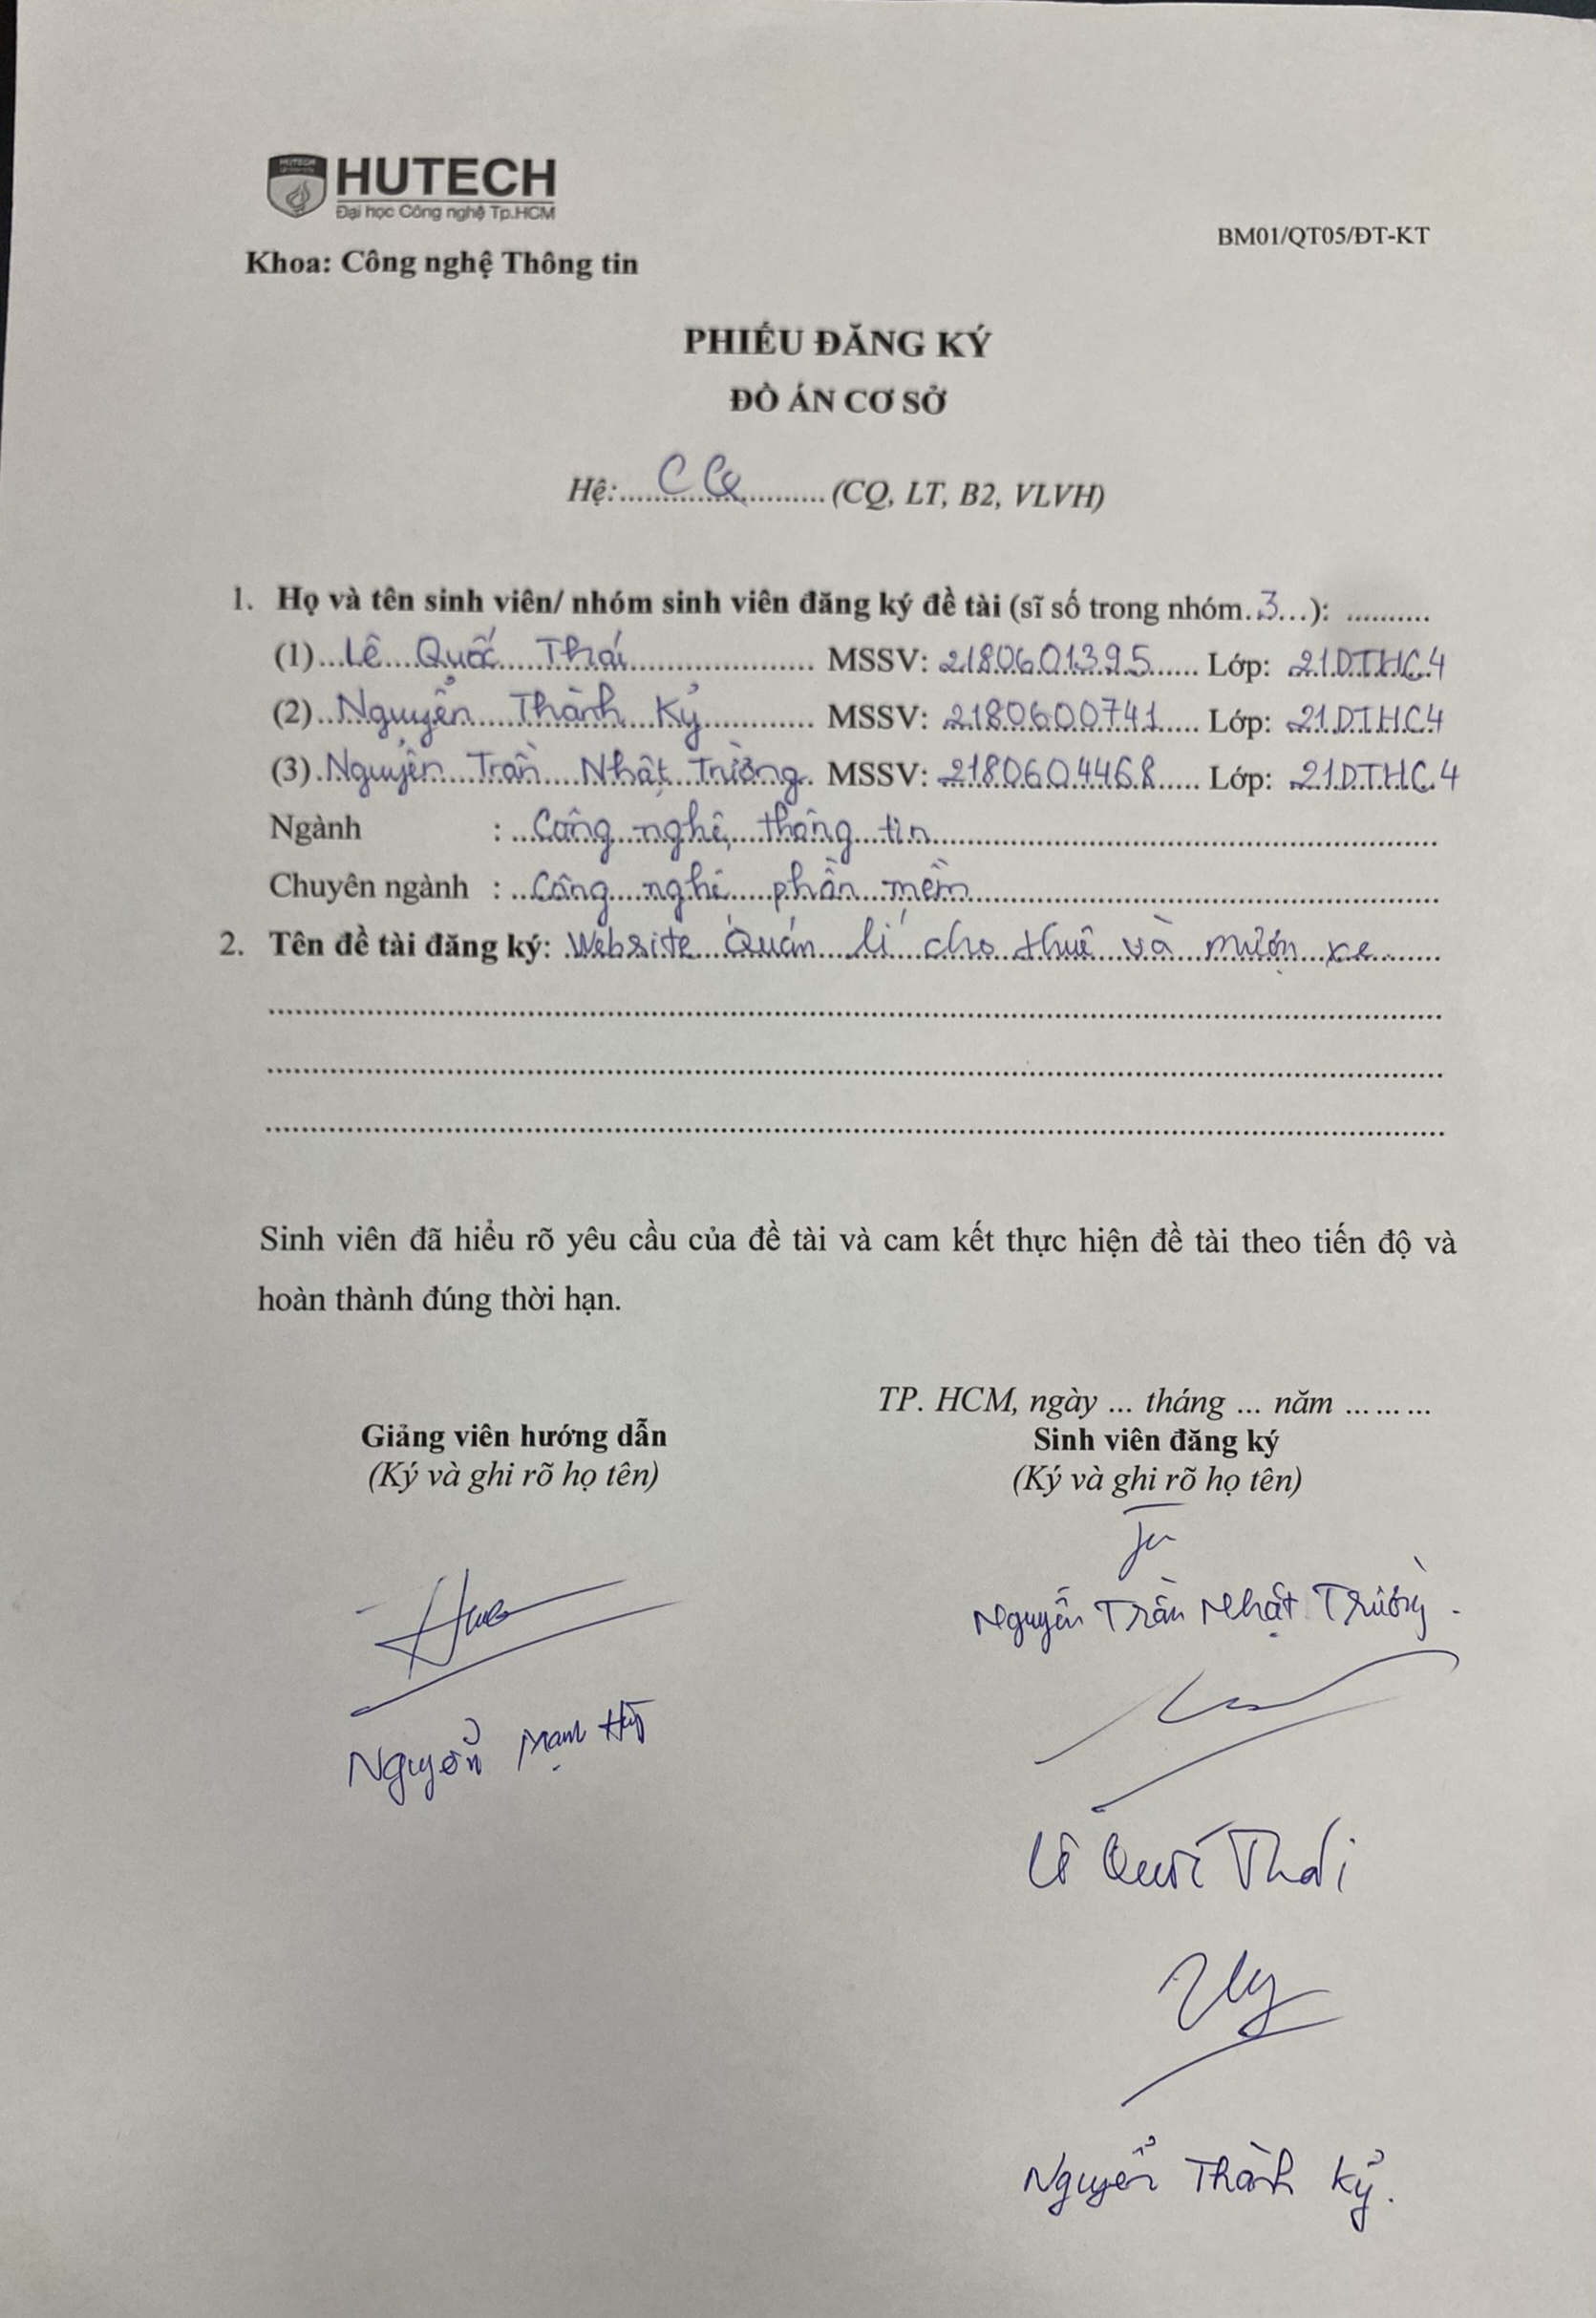 HUTECH
Đại học Công nghệ Tp.HCM
BM01/QT05/ĐT-KT
Khoa: Công nghệ Thông tin
PHIẾU ĐĂNG KÝ
ĐỒ ÁN CƠ SỞ
Hệ:....CQ....(CQ, LT, B2, VLVH)
1. Họ và tên sinh viên/ nhóm sinh viên đăng ký đề tài (sĩ số trong nhóm.3...): ..........
(1)...Lê Quốc Thái.... MSSV: 2180601395 Lớp: 21DTHC4
(2)...Nguyển Thành Kỷ.... MSSV: 2180600741 Lớp: 21DTHC4
(3).Nguyễn Trần Nhật Trường. MSSV: 2180604468 Lớp: 21DTHC4
Ngành : ...Công nghệ thông tin....
Chuyên ngành : ...Công nghê phần mềm....
2. Tên đề tài đăng ký: Website Quán lí cho thuê và mượn xe
Sinh viên đã hiểu rõ yêu cầu của đề tài và cam kết thực hiện đề tài theo tiến độ và
hoàn thành đúng thời hạn.
TP. HCM, ngày ... tháng ... năm .........
Giảng viên hướng dẫn
Sinh viên đăng ký
(Ký và ghi rõ họ tên)
(Ký và ghi rõ họ tên)
Nguyễn Trần Nhật Trường.
Nguyễn Mạnh
Lê Quốc Thái
Nguyển Thành Kỷ.